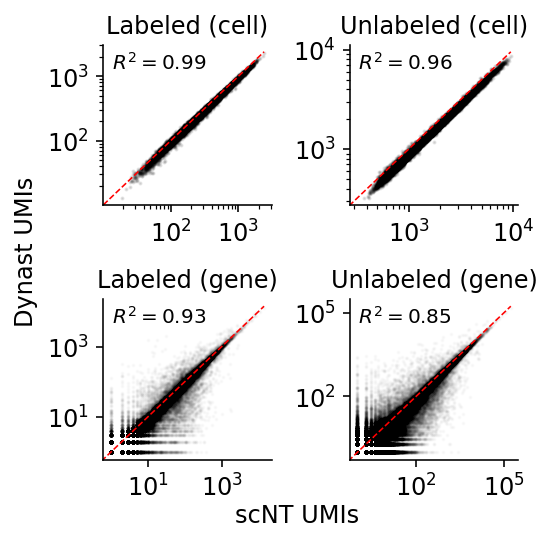 Labeled (cell)
Unlabeled (cell)
R² = 0.99
R² = 0.96
10³
10²
10⁴
10³
10² 10³
10³ 10⁴
Dynast UMIs
Labeled (gene)
Unlabeled (gene)
R² = 0.93
R² = 0.85
10³
10¹
10⁵
10²
10¹ 10³
10² 10⁵
scNT UMIs